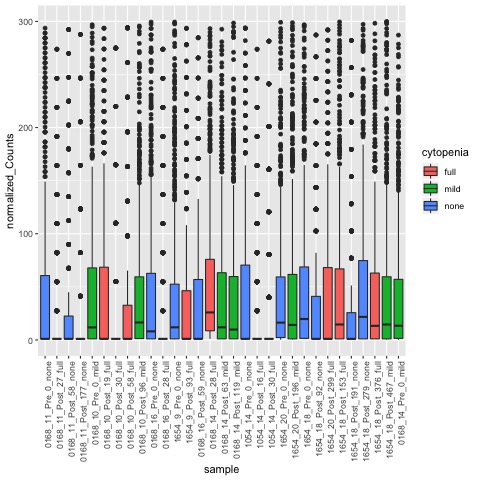 300
200
100
0
normalized_Counts
0168_11_Pre_0_none
0168_11_Post_27_full
0168_11_Post_58_none
0168_11_Post_177_none
0168_10_Pre_0_mild
0168_10_Post_19_full
0168_10_Post_30_full
0168_10_Post_58_full
0168_10_Post_96_mild
0168_16_Pre_0_none
0168_16_Post_28_full
1654_9_Pre_0_none
1654_9_Post_93_full
0168_16_Post_59_none
0168_14_Post_28_full
0168_14_Post_63_mild
0168_14_Post_119_mild
1054_14_Pre_0_none
1054_14_Post_16_full
1054_14_Post_30_full
1654_20_Pre_0_none
1654_20_Post_196_mild
1654_18_Pre_0_none
1654_18_Post_92_none
1654_20_Post_299_full
1654_18_Post_153_full
1654_18_Post_191_none
1654_18_Post_279_none
1654_18_Post_376_full
1654_18_Post_467_mild
0168_14_Pre_0_mild
sample
cytopenia
full
mild
none